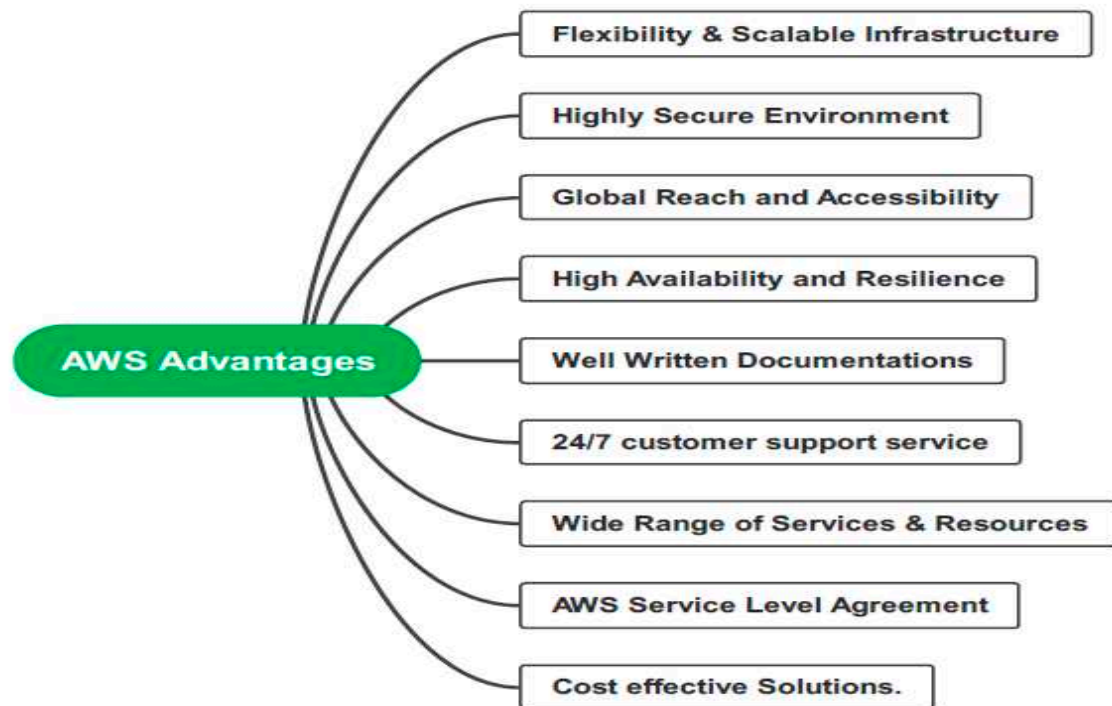 Flexibility & Scalable Infrastructure
Highly Secure Environment
Global Reach and Accessibility
High Availability and Resilience
AWS Advantages
Well Written Documentations
24/7 customer support service
Wide Range of Services & Resources
AWS Service Level Agreement
Cost effective Solutions.